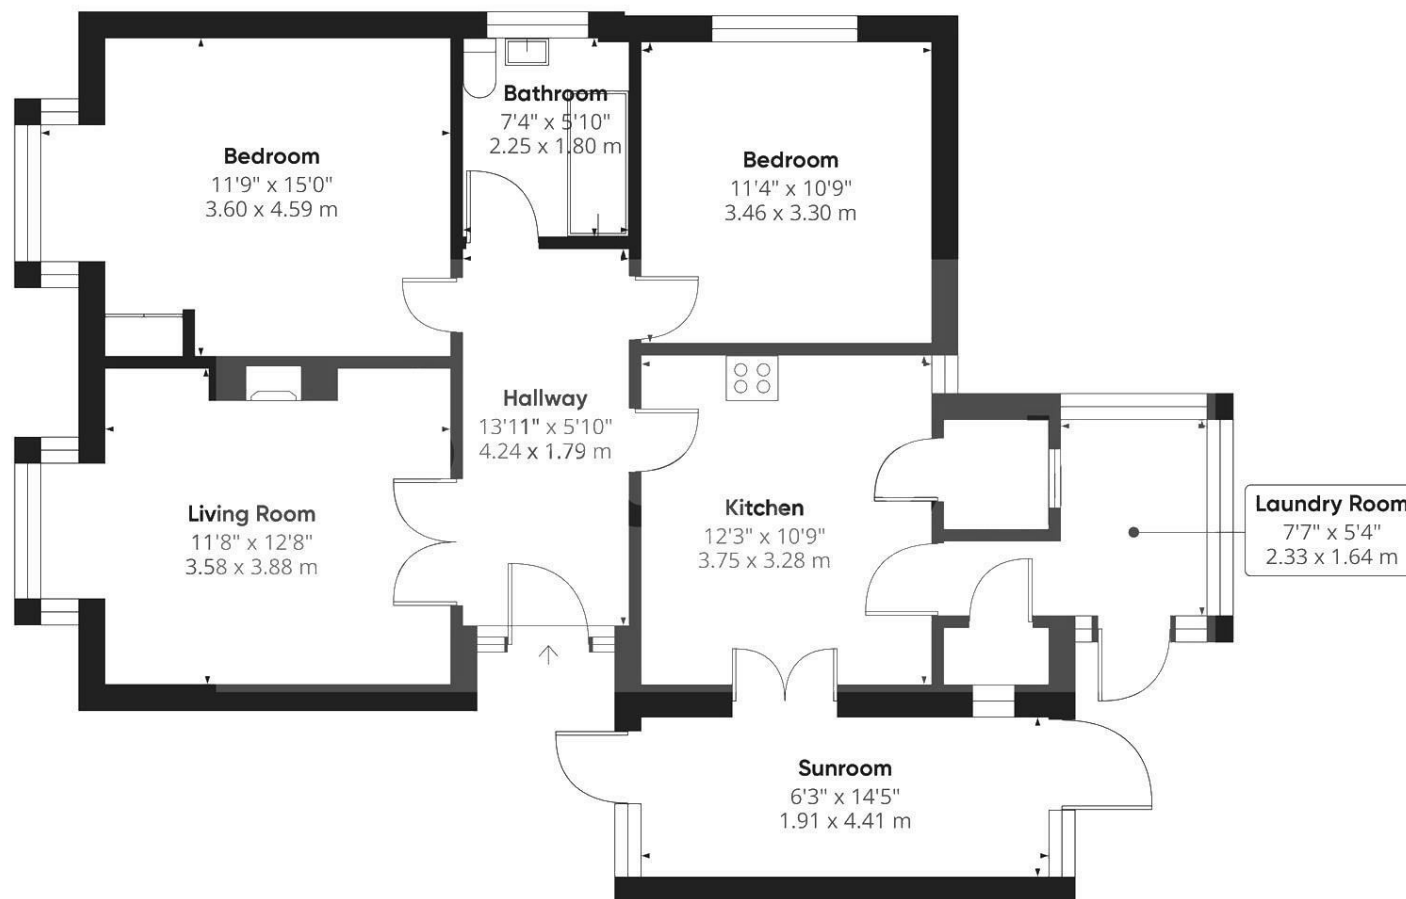 Bathroom
7'4" x 5'10"
2.25 x 1.80 m
Bedroom
11'9" x 15'0"
3.60 x 4.59 m
Bedroom
11'4" x 10'9"
3.46 x 3.30 m
Hallway
13'11" x 5'10"
4.24 x 1.79 m
Living Room
11'8" x 12'8"
3.58 x 3.88 m
Kitchen
12'3" x 10'9"
3.75 x 3.28 m
Laundry Room
7'7" x 5'4"
2.33 x 1.64 m
Sunroom
6'3" x 14'5"
1.91 x 4.41 m